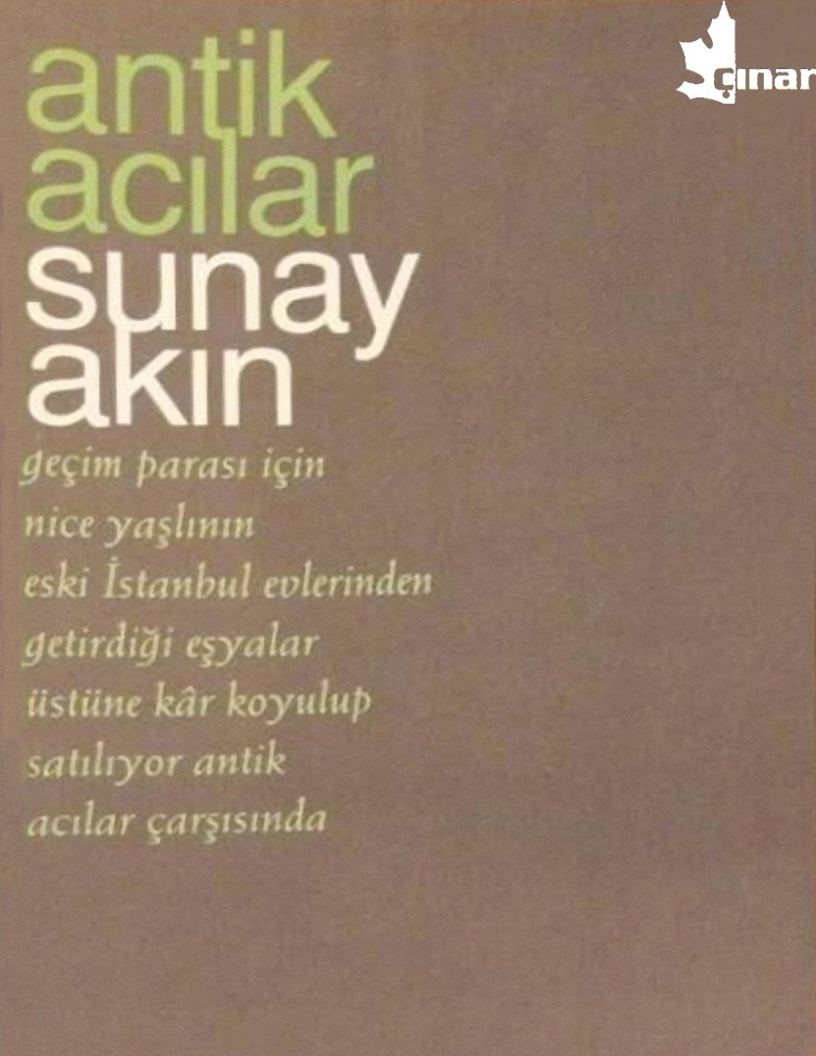 çınar
antik
acılar
sunay
akın
geçim parası için
nice yaşlının
eski İstanbul evlerinden
getirdiği eşyalar
üstüne kâr koyulup
satılıyor antik
acılar çarşısında